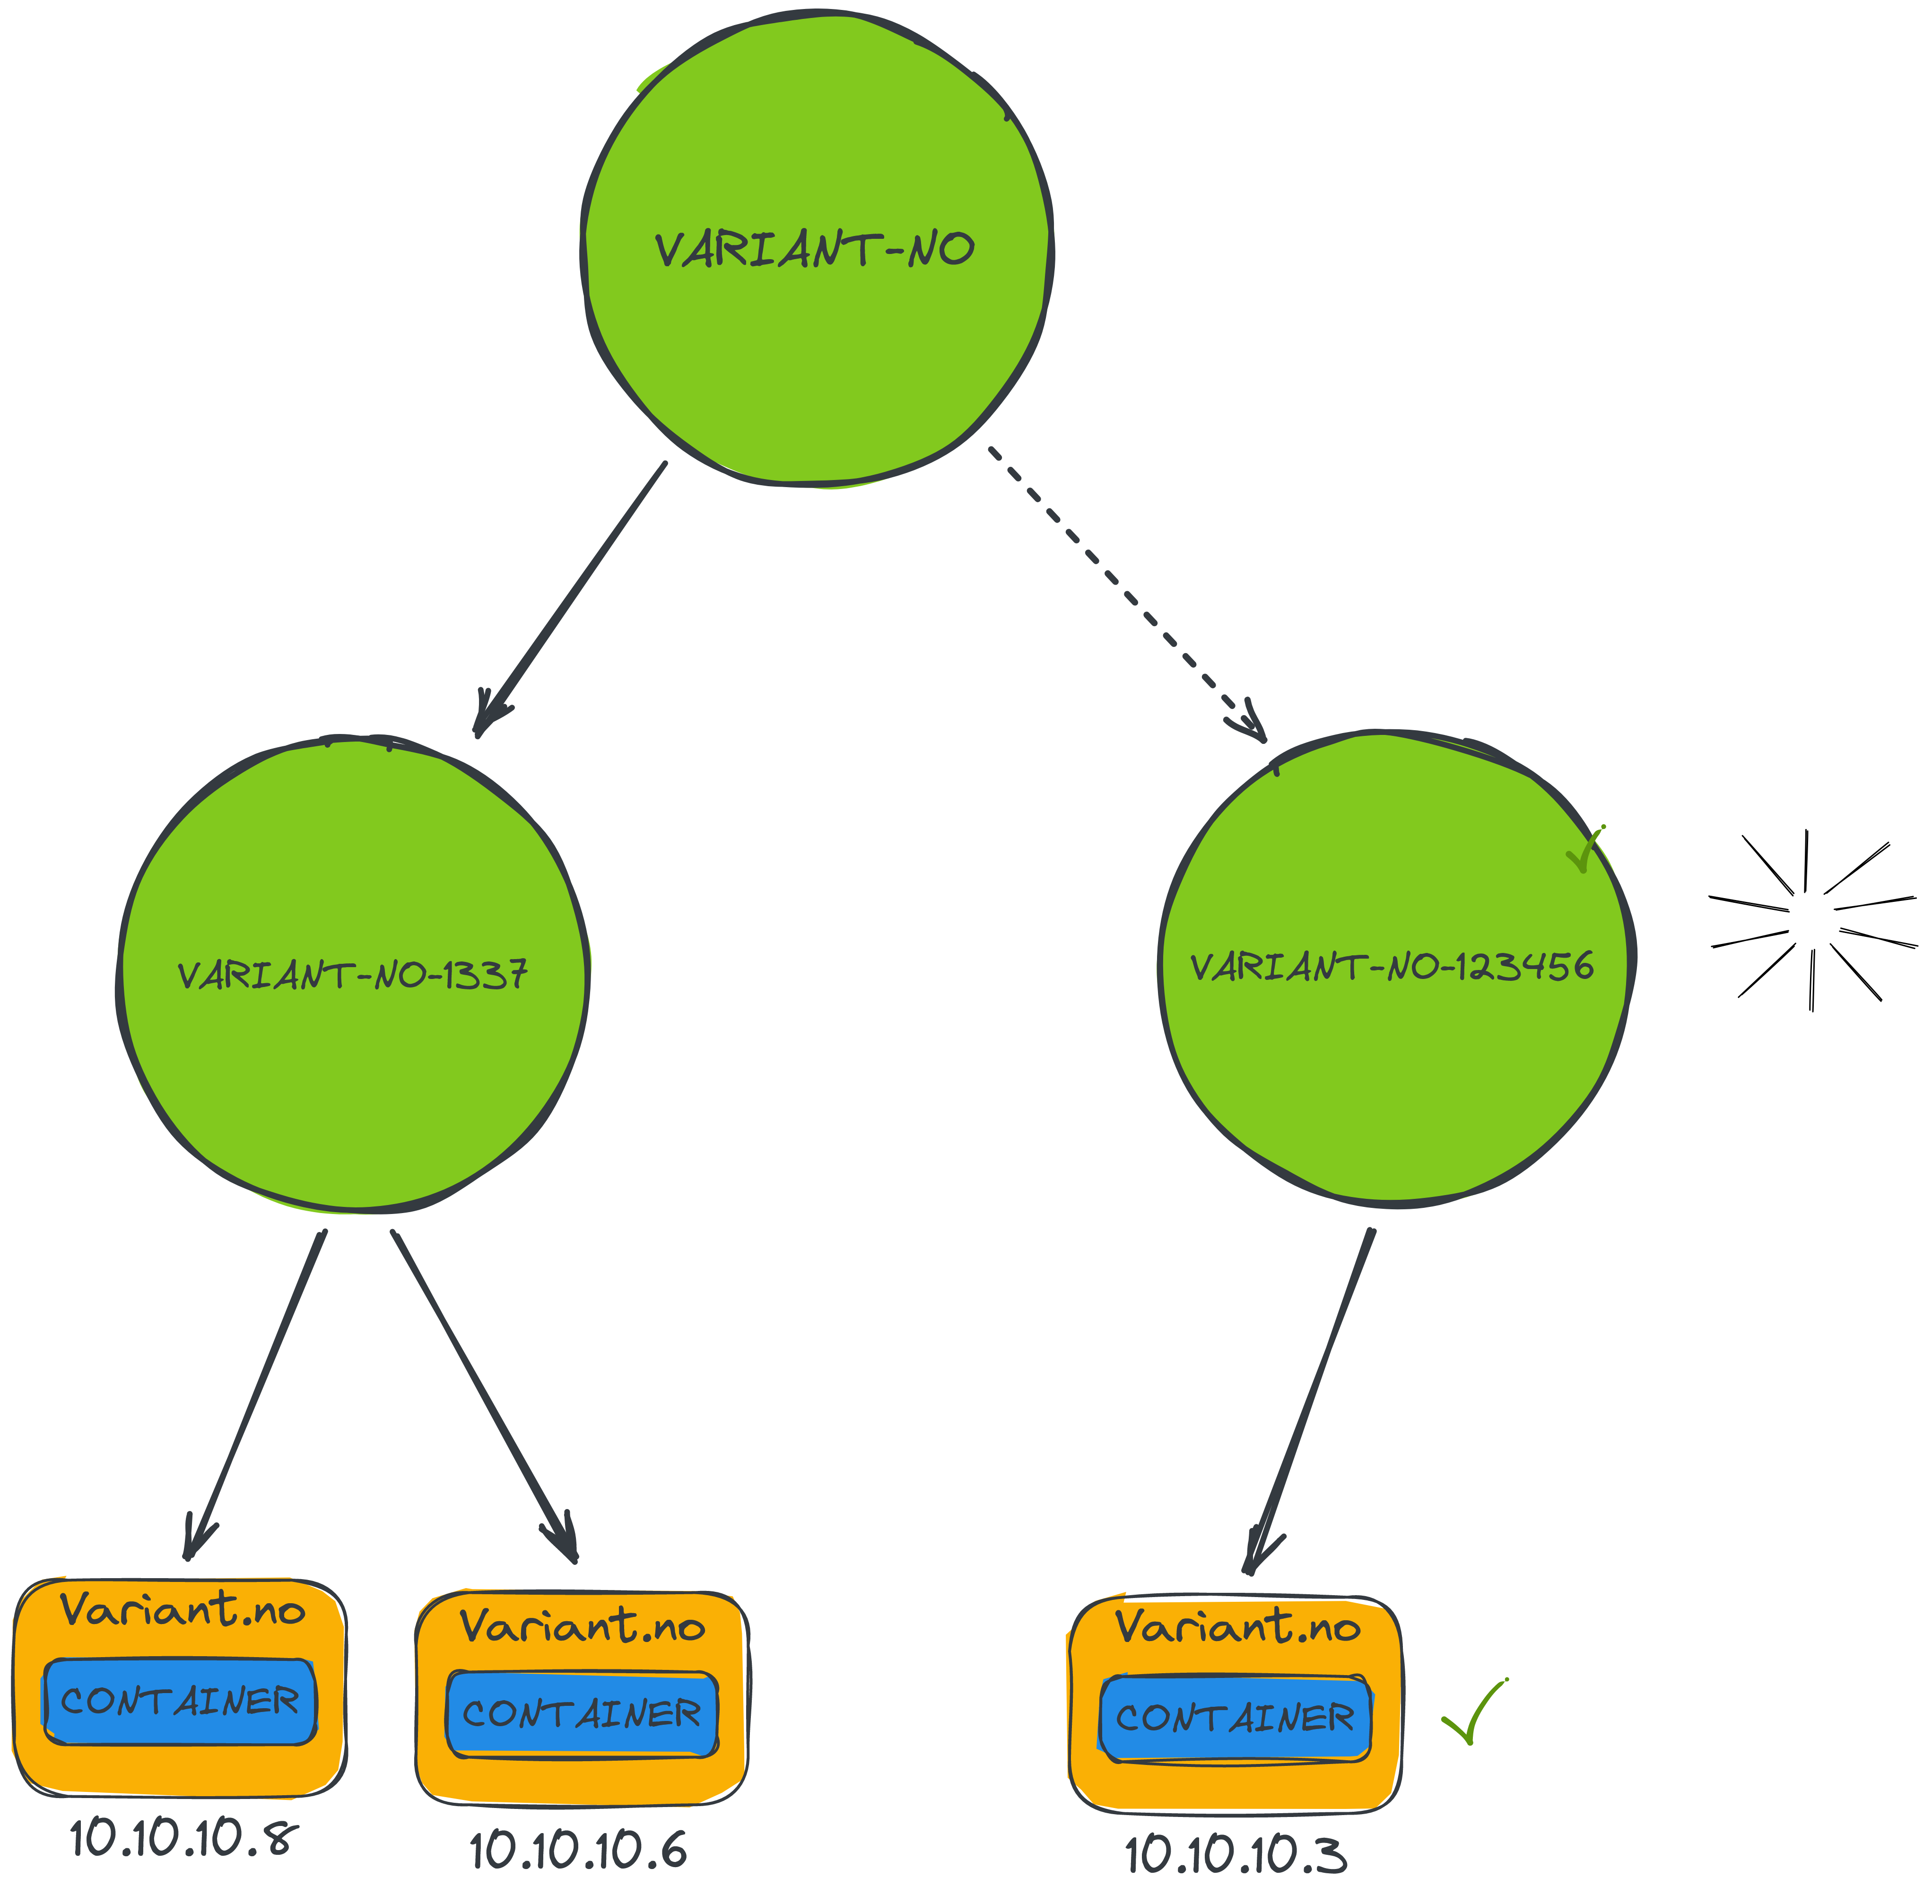 VARIANT-NO
VARIANT-NO-1337
VARIANT-NO-123456
Variant.no
CONTAINER
10.10.10.8
Variant.no
CONTAINER
10.10.10.6
Variant.no
CONTAINER
10.10.10.3